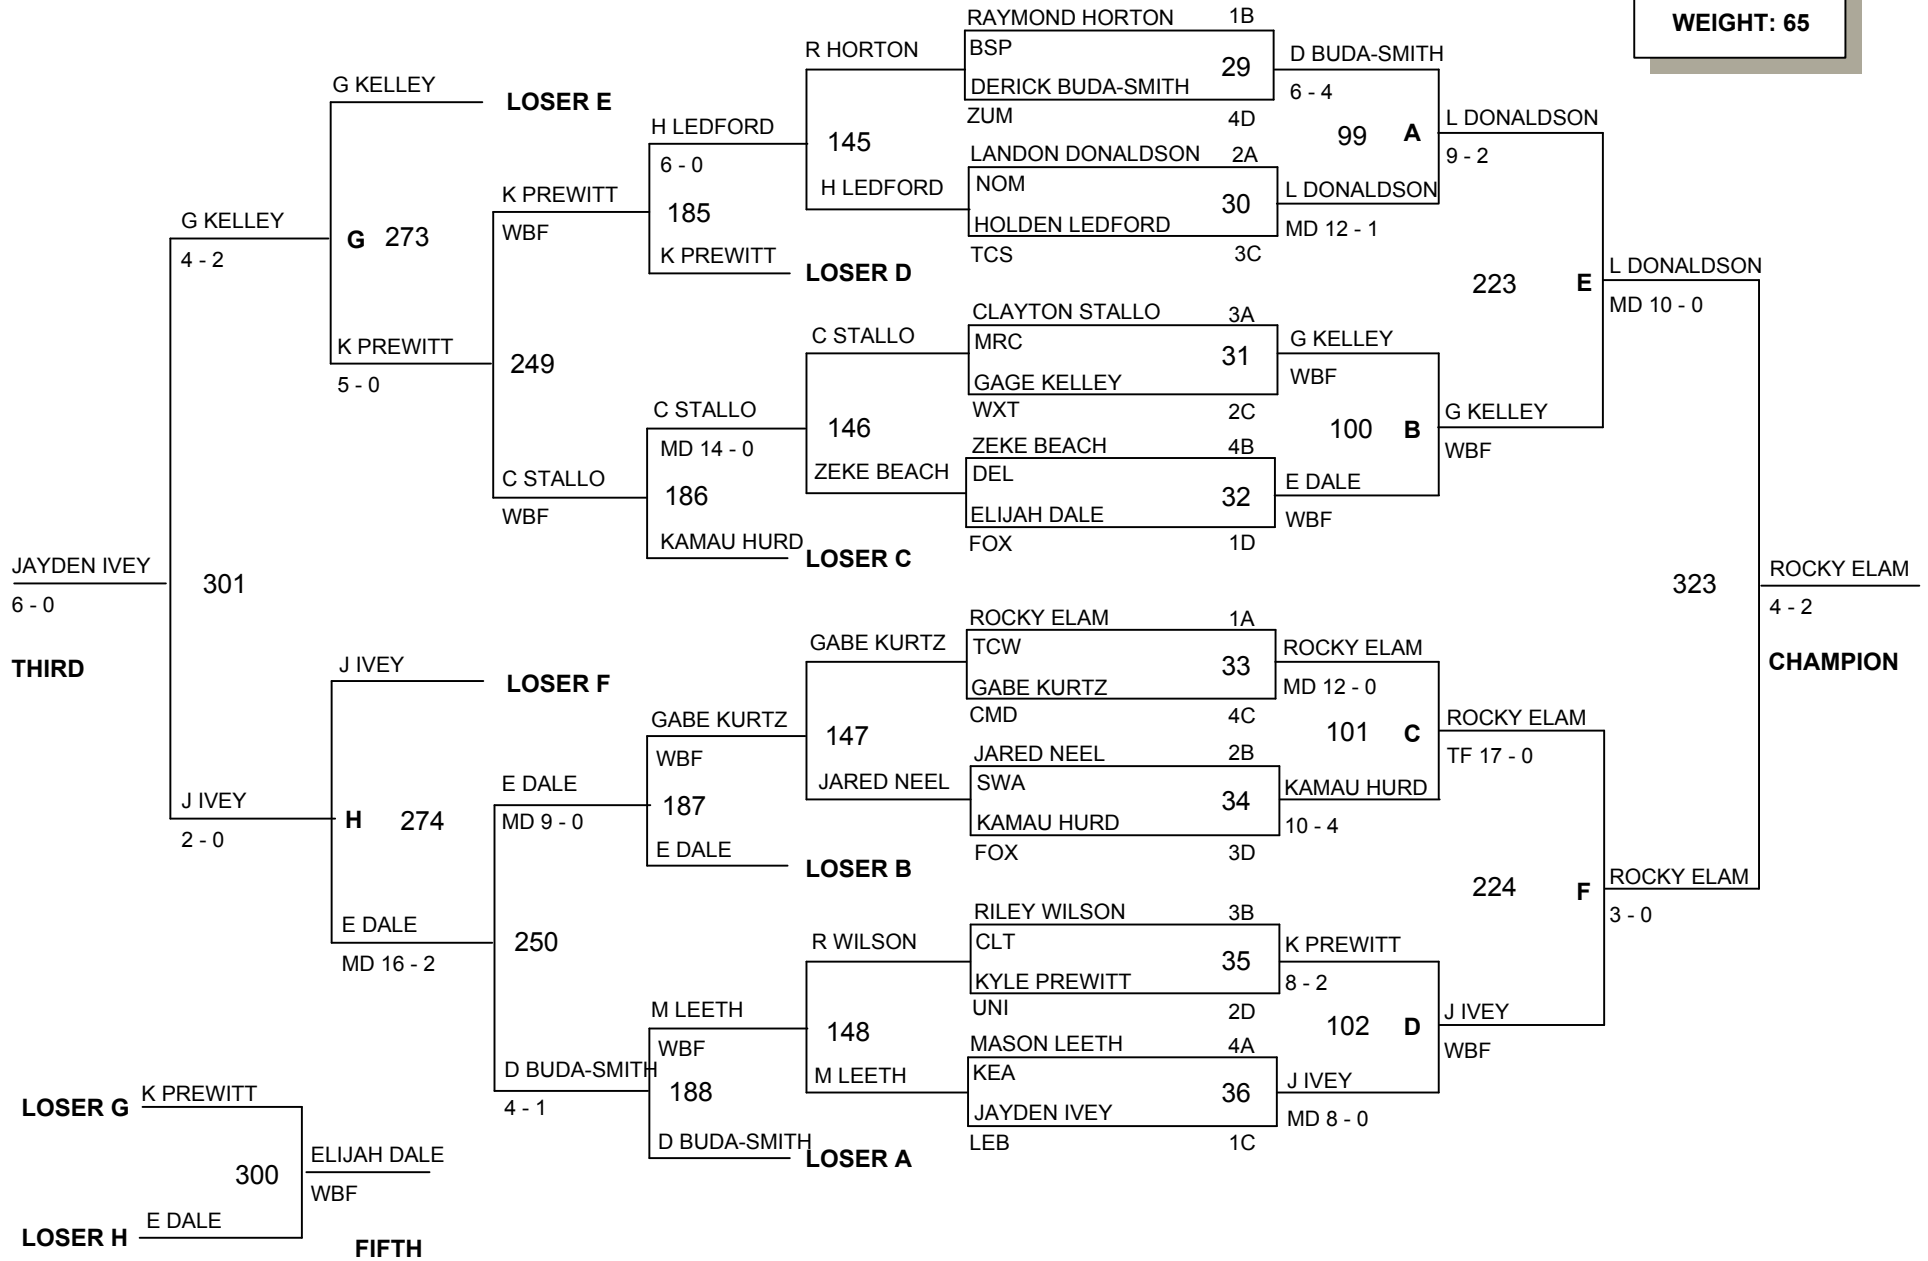 WEIGHT: 65
RAYMOND HORTON 1B
BSP
29
DERICK BUDA-SMITH
ZUM 4D
LANDON DONALDSON 2A
NOM
30
HOLDEN LEDFORD
TCS 3C
CLAYTON STALLO 3A
MRC
31
GAGE KELLEY
WXT 2C
ZEKE BEACH 4B
DEL
32
ELIJAH DALE
FOX 1D
ROCKY ELAM 1A
TCW
33
GABE KURTZ
CMD 4C
JARED NEEL 2B
SWA
34
KAMAU HURD
FOX 3D
RILEY WILSON 3B
CLT
35
KYLE PREWITT
UNI 2D
MASON LEETH 4A
KEA
36
JAYDEN IVEY
LEB 1C
D BUDA-SMITH
6 - 4
99 A
L DONALDSON
MD 12 - 1
G KELLEY
WBF
100 B
E DALE
WBF
ROCKY ELAM
MD 12 - 0
101 C
KAMAU HURD
10 - 4
K PREWITT
8 - 2
102 D
J IVEY
MD 8 - 0
L DONALDSON
9 - 2
223 E
G KELLEY
WBF
ROCKY ELAM
TF 17 - 0
224 F
J IVEY
WBF
L DONALDSON
MD 10 - 0
323
ROCKY ELAM
3 - 0
ROCKY ELAM
4 - 2
CHAMPION
R HORTON
145
H LEDFORD
C STALLO
146
ZEKE BEACH
GABE KURTZ
147
JARED NEEL
R WILSON
148
M LEETH
H LEDFORD
6 - 0
185
K PREWITT
LOSER D
C STALLO
MD 14 - 0
186
KAMAU HURD
LOSER C
GABE KURTZ
WBF
187
E DALE
LOSER B
M LEETH
WBF
188
D BUDA-SMITH
LOSER A
K PREWITT
WBF
249
C STALLO
WBF
E DALE
MD 9 - 0
250
D BUDA-SMITH
4 - 1
G KELLEY
LOSER E
G 273
K PREWITT
5 - 0
J IVEY
LOSER F
H 274
E DALE
MD 16 - 2
G KELLEY
4 - 2
301
J IVEY
2 - 0
JAYDEN IVEY
6 - 0
THIRD
LOSER G K PREWITT
300
LOSER H E DALE
ELIJAH DALE
WBF
FIFTH